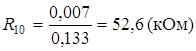 R₁₀ = 0,007 / 0,133 = 52,6 (кОм)